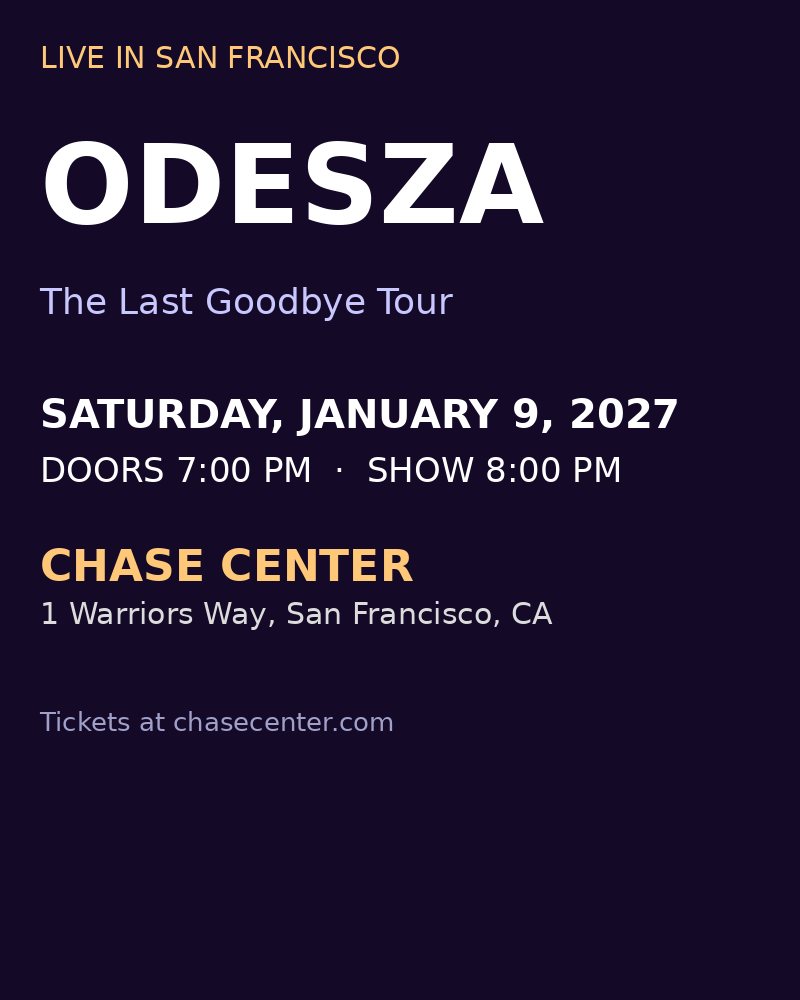 LIVE IN SAN FRANCISCO
ODESZA
The Last Goodbye Tour
SATURDAY, JANUARY 9, 2027
DOORS 7:00 PM · SHOW 8:00 PM
CHASE CENTER
1 Warriors Way, San Francisco, CA
Tickets at chasecenter.com